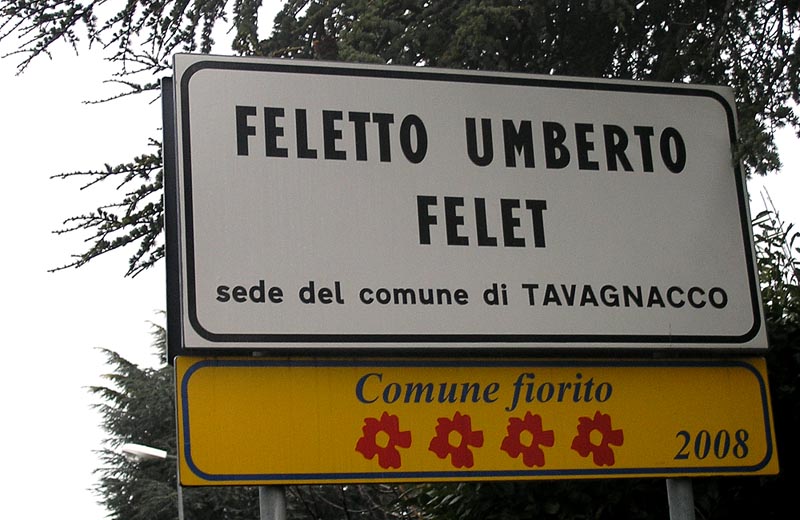 FELETTO UMBERTO
FELET
sede del comune di TAVAGNACCO
Comune fiorito
2008